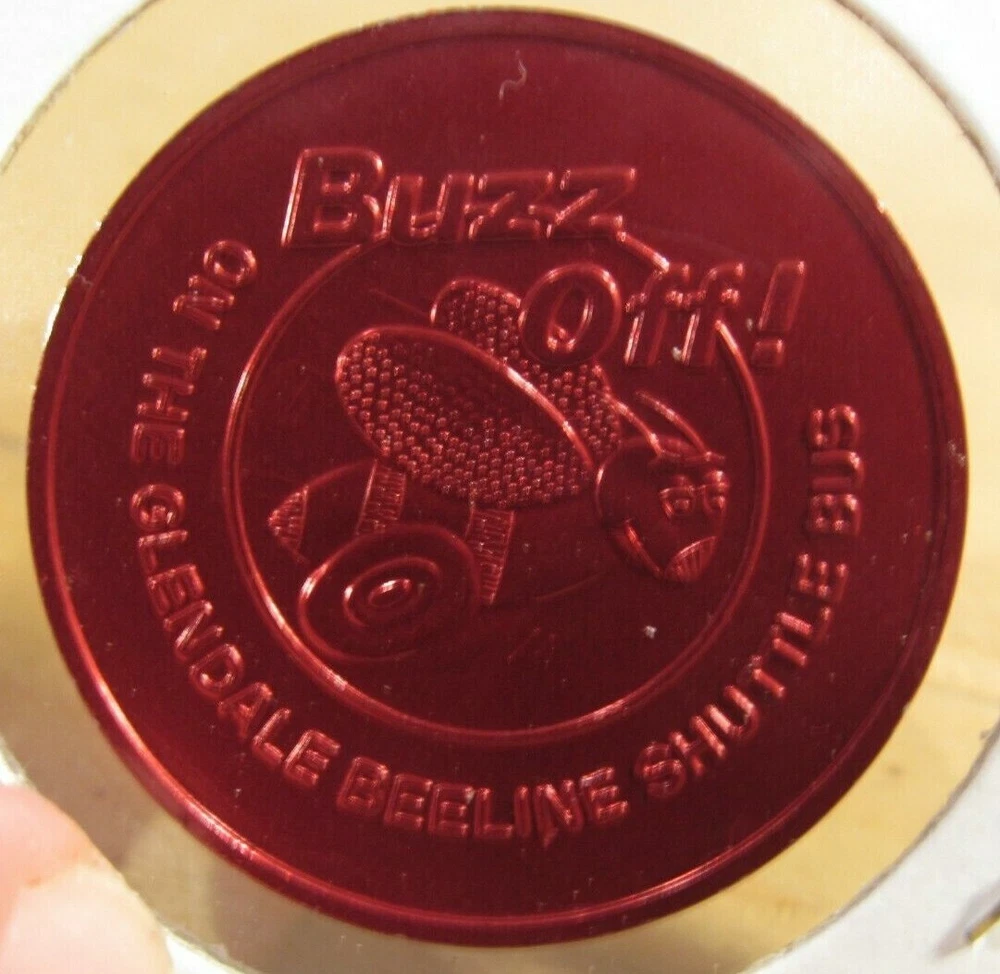 Buzz
Off!
ON THE GLENDALE BEELINE SHUTTLE BUS